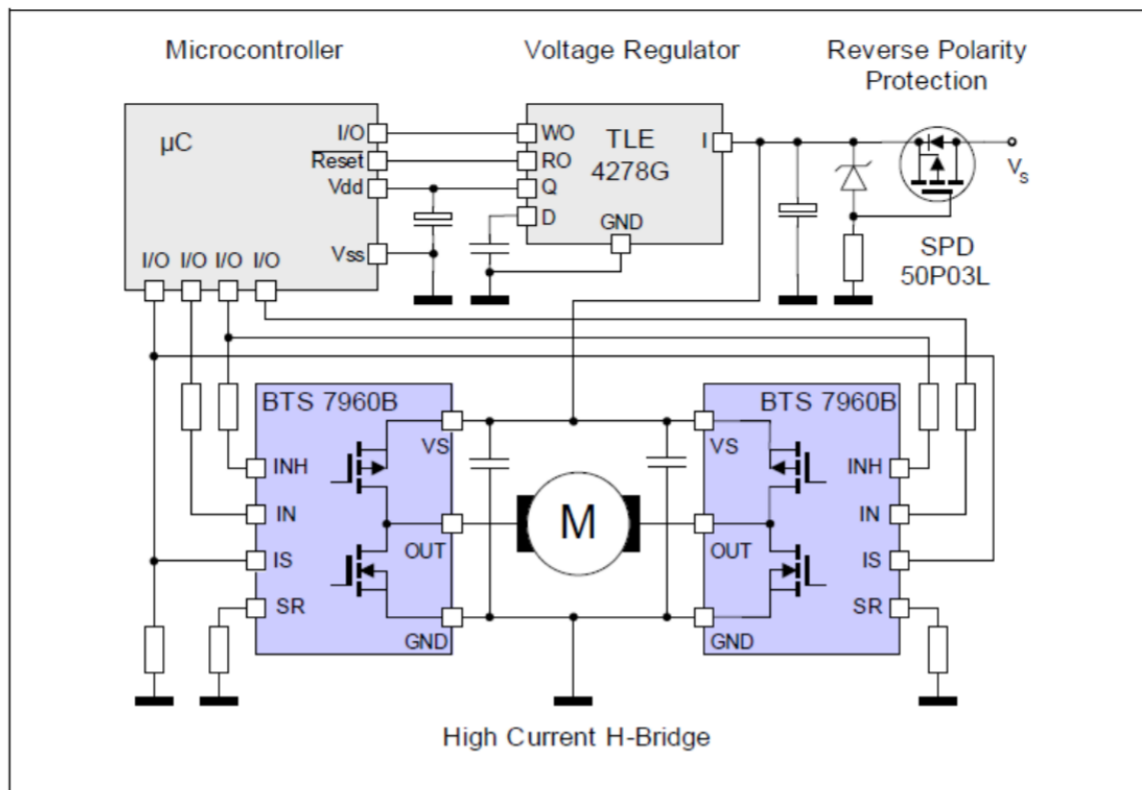 Microcontroller
Voltage Regulator
Reverse Polarity
Protection
µC
I/O
Reset
Vdd
Vss
I/O I/O I/O I/O
WO
RO
Q
D
TLE
4278G
I
GND
V_S
SPD
50P03L
BTS 7960B
VS
INH
IN
OUT
IS
SR
GND
M
BTS 7960B
VS
INH
IN
OUT
IS
SR
GND
High Current H-Bridge